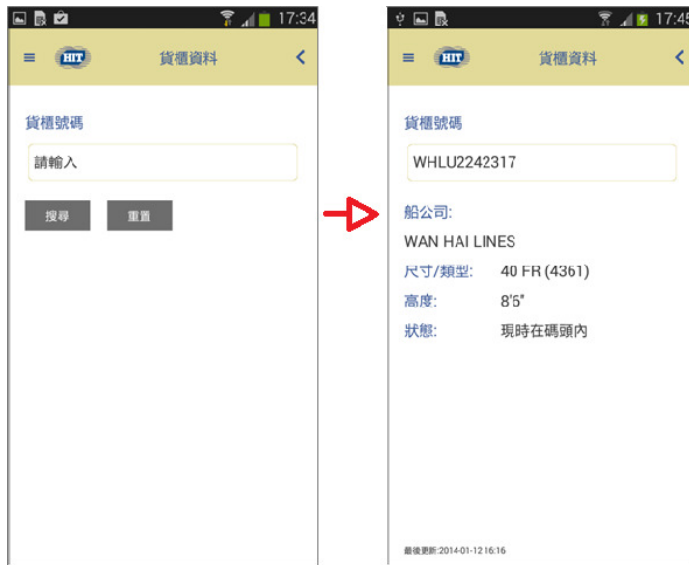 17:34
HIT
貨櫃資料
貨櫃號碼
請輸入
搜尋
重置
17:45
HIT
貨櫃資料
貨櫃號碼
WHLU2242317
船公司:
WAN HAI LINES
尺寸/類型: 40 FR (4361)
高度: 8'6"
狀態: 現時在碼頭內
最後更新:2014-01-12 16:16